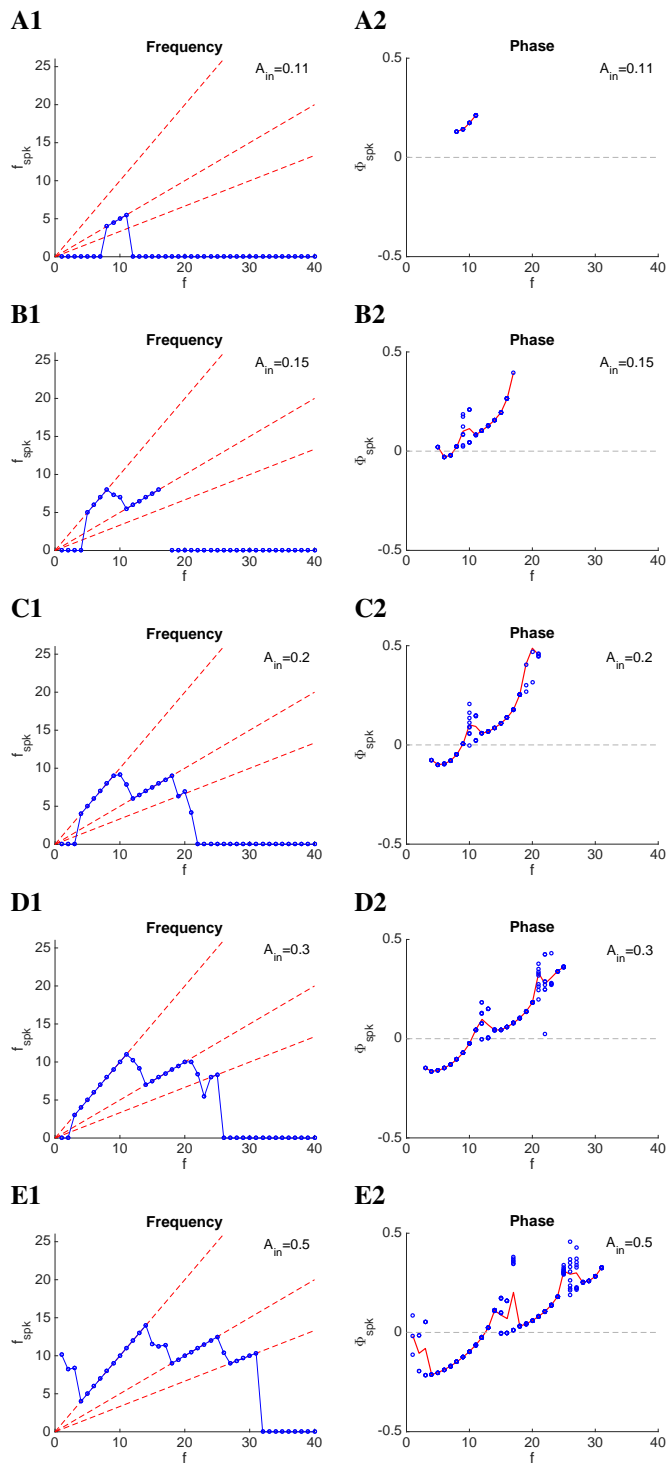 A1 A2
Frequency Phase
A_in=0.11 A_in=0.11
25
20
15
10
5
0
f_spk
0 10 20 30 40
f
0.5
0
-0.5
Φ_spk
0 10 20 30 40
f
B1 B2
Frequency Phase
A_in=0.15 A_in=0.15
25
20
15
10
5
0
f_spk
0 10 20 30 40
f
0.5
0
-0.5
Φ_spk
0 10 20 30 40
f
C1 C2
Frequency Phase
A_in=0.2 A_in=0.2
25
20
15
10
5
0
f_spk
0 10 20 30 40
f
0.5
0
-0.5
Φ_spk
0 10 20 30 40
f
D1 D2
Frequency Phase
A_in=0.3 A_in=0.3
25
20
15
10
5
0
f_spk
0 10 20 30 40
f
0.5
0
-0.5
Φ_spk
0 10 20 30 40
f
E1 E2
Frequency Phase
A_in=0.5 A_in=0.5
25
20
15
10
5
0
f_spk
0 10 20 30 40
f
0.5
0
-0.5
Φ_spk
0 10 20 30 40
f